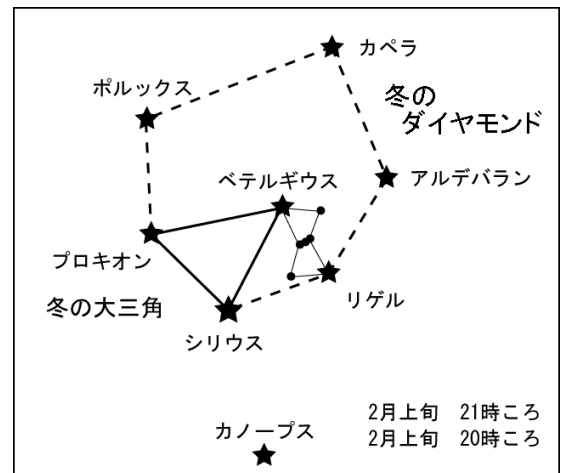 カペラ
ポルックス
冬の
ダイヤモンド
ベテルギウス
アルデバラン
プロキオン
リゲル
冬の大三角
シリウス
2月上旬 21時ころ
カノープス
2月上旬 20時ころ